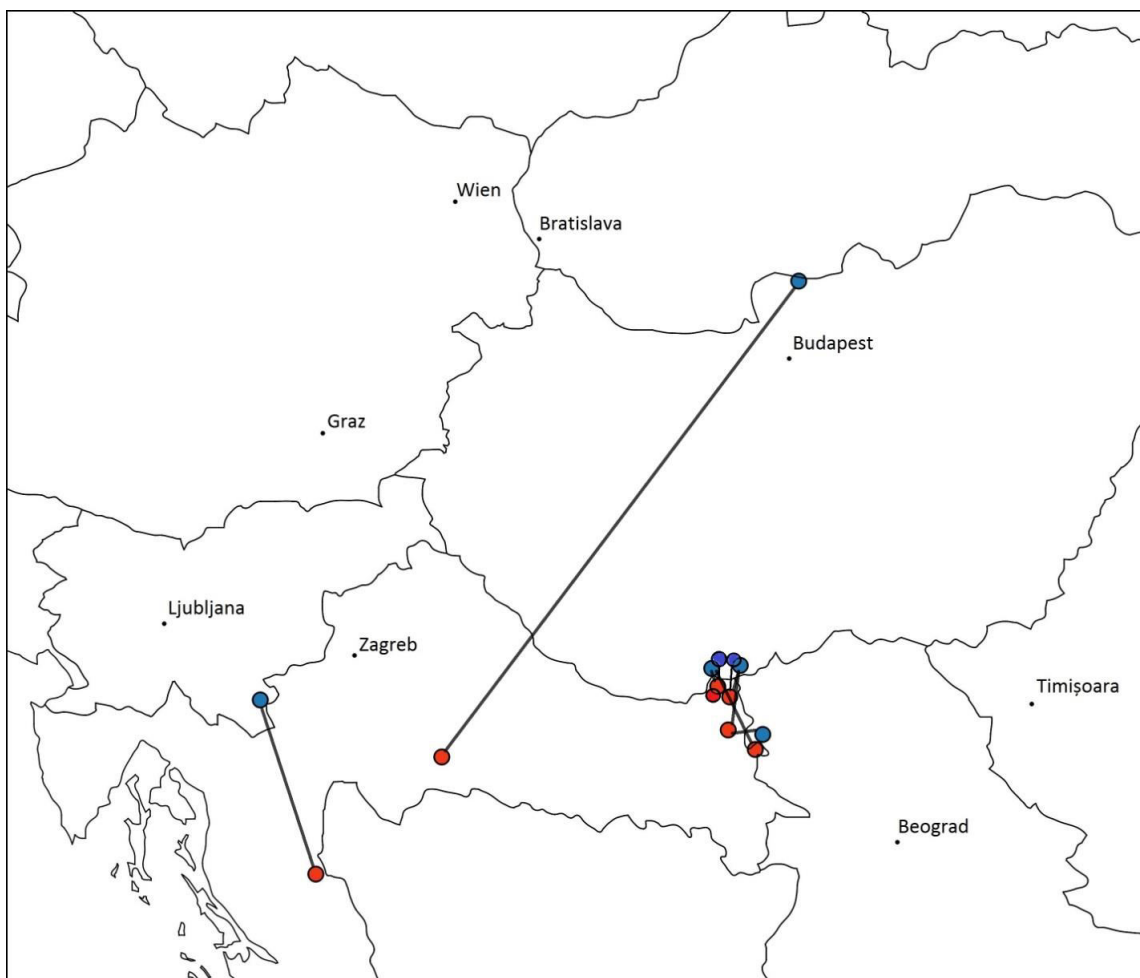 Wien
Bratislava
Budapest
Graz
Ljubljana
Zagreb
Timișoara
Beograd